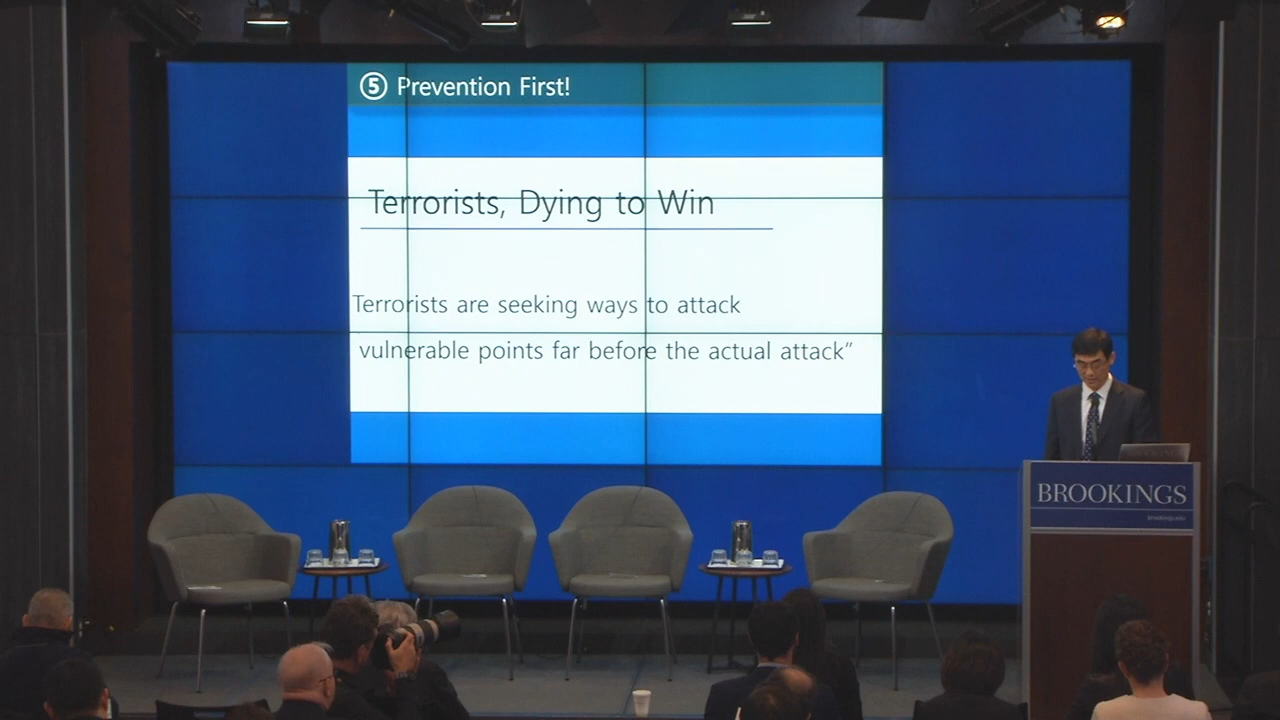 ⑤ Prevention First!
Terrorists, Dying to Win
Terrorists are seeking ways to attack
vulnerable points far before the actual attack”
BROOKINGS
brookings.edu